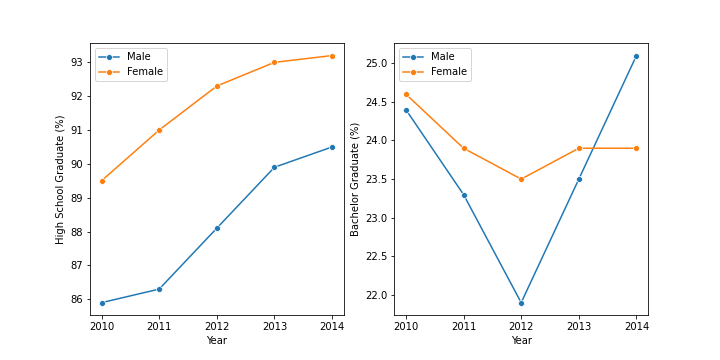 Male
Female
93
92
91
90
89
88
87
86
High School Graduate (%)
2010 2011 2012 2013 2014
Year
Male
Female
25.0
24.5
24.0
23.5
23.0
22.5
22.0
Bachelor Graduate (%)
2010 2011 2012 2013 2014
Year